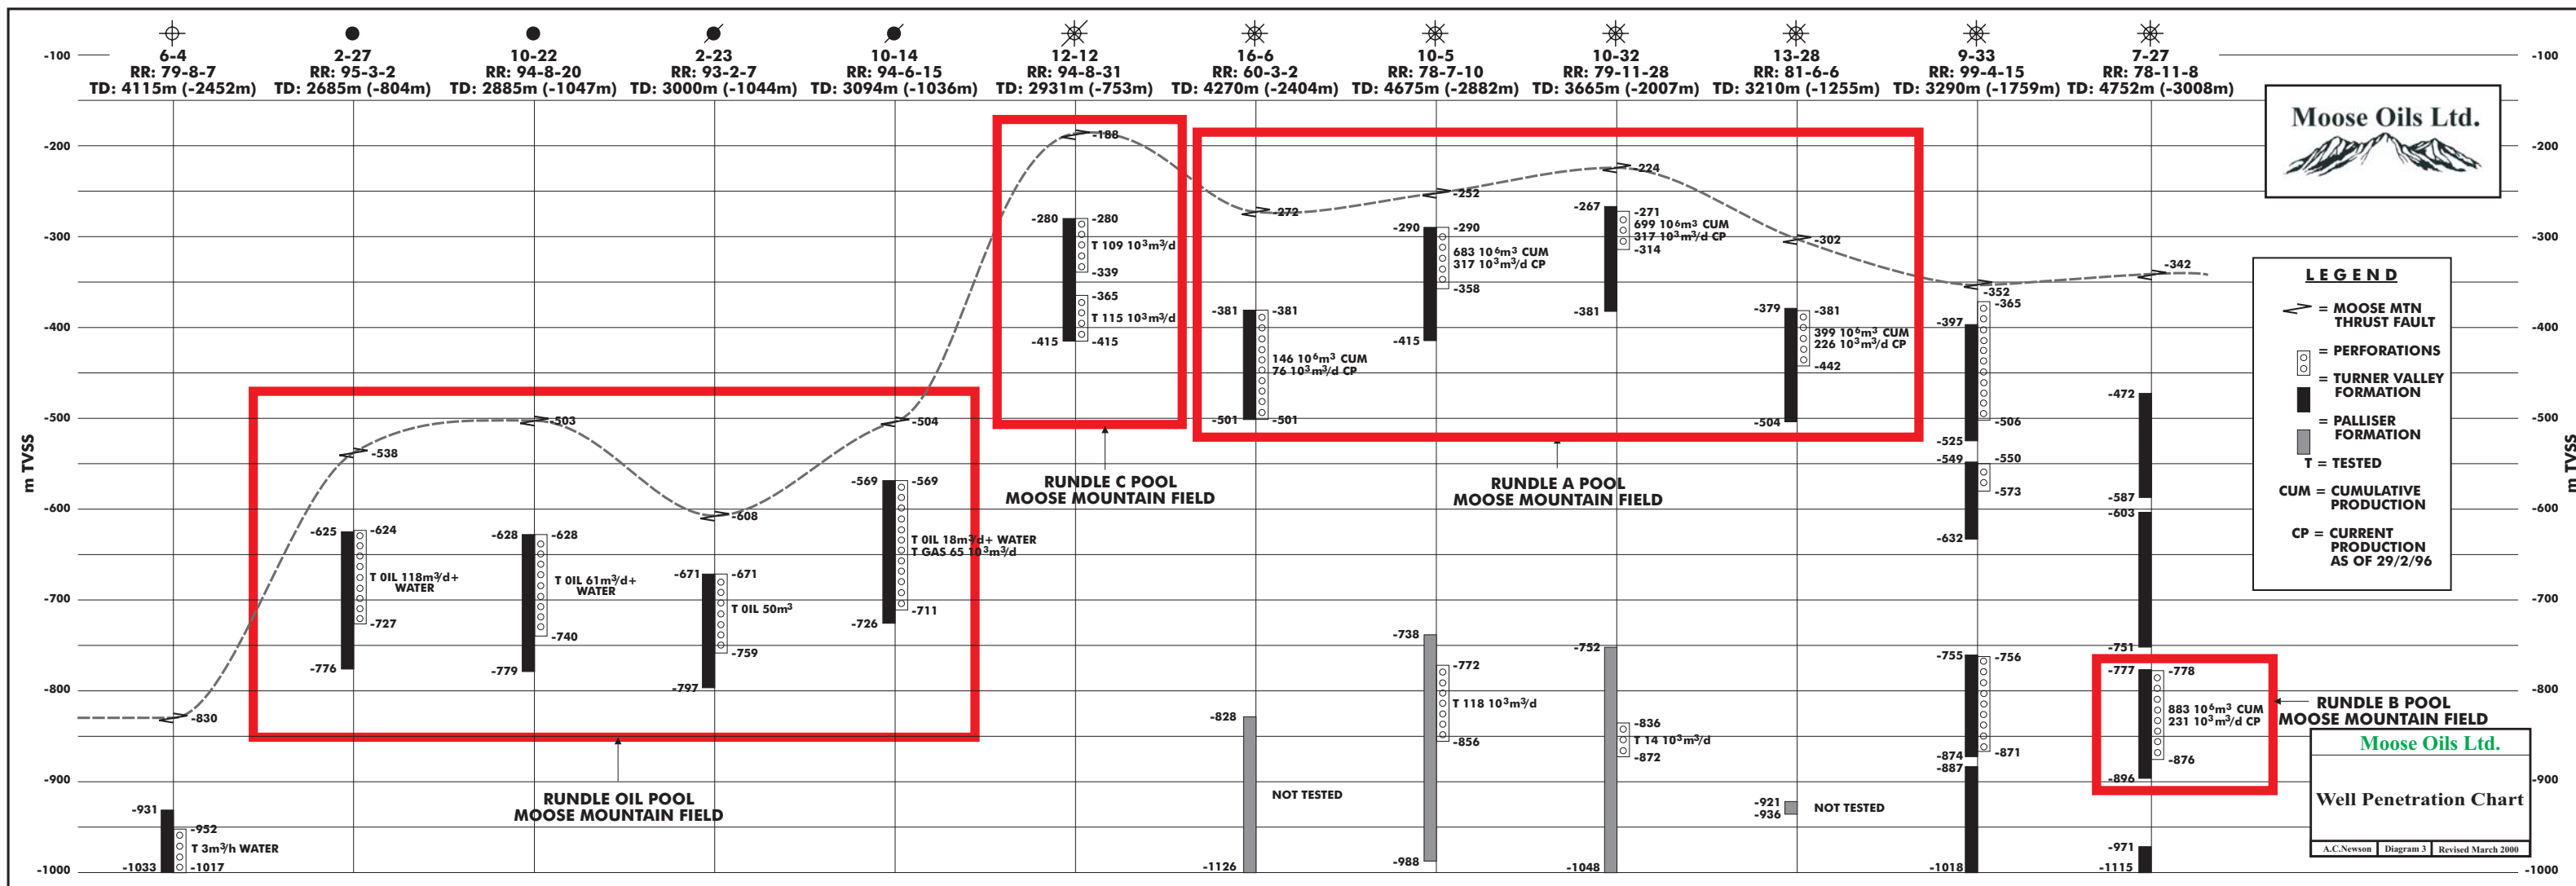 6-4
RR: 79-8-7
TD: 4115m (-2452m)
2-27
RR: 95-3-2
TD: 2685m (-804m)
10-22
RR: 94-8-20
TD: 2885m (-1047m)
2-23
RR: 93-2-7
TD: 3000m (-1044m)
10-14
RR: 94-6-15
TD: 3094m (-1036m)
12-12
RR: 94-8-31
TD: 2931m (-753m)
16-6
RR: 60-3-2
TD: 4270m (-2404m)
10-5
RR: 78-7-10
TD: 4675m (-2882m)
10-32
RR: 79-11-28
TD: 3665m (-2007m)
13-28
RR: 81-6-6
TD: 3210m (-1255m)
9-33
RR: 99-4-15
TD: 3290m (-1759m)
7-27
RR: 78-11-8
TD: 4752m (-3008m)
m TVSS
-100
-200
-300
-400
-500
-600
-700
-800
-900
-1000
-830
-931
-952
T 3m³/h WATER
-1033
-1017
-538
-625
-624
T OIL 118m³/d+
WATER
-727
-776
-503
-628
-628
T OIL 61m³/d+
WATER
-740
-779
-608
-671
-671
T OIL 50m³
-759
-797
-504
-569
-569
T OIL 18m³/d+ WATER
T GAS 65 10³m³/d
-711
-726
RUNDLE OIL POOL
MOOSE MOUNTAIN FIELD
-188
-280
-280
T 109 10³m³/d
-339
-365
T 115 10³m³/d
-415
-415
RUNDLE C POOL
MOOSE MOUNTAIN FIELD
-272
-381
-381
146 10⁶m³ CUM
76 10³m³/d CP
-501
-501
-828
NOT TESTED
-1126
-252
-290
-290
683 10⁶m³ CUM
317 10³m³/d CP
-358
-415
-738
-772
T 118 10³m³/d
-856
-988
-224
-267
-271
699 10⁶m³ CUM
317 10³m³/d CP
-314
-381
-752
-836
T 14 10³m³/d
-872
-1048
-302
-379
-381
399 10⁶m³ CUM
226 10³m³/d CP
-442
-504
-921
-936
NOT TESTED
RUNDLE A POOL
MOOSE MOUNTAIN FIELD
-352
-365
-397
-506
-525
-549
-550
-573
-632
-755
-756
-874
-871
-887
-1018
-342
-472
-587
-603
-751
-777
-778
883 10⁶m³ CUM
231 10³m³/d CP
-876
-896
-971
-1115
RUNDLE B POOL
MOOSE MOUNTAIN FIELD
-100
-200
-300
-400
-500
-600
-700
-800
-900
-1000
m TVSS
Moose Oils Ltd.
LEGEND
= MOOSE MTN
THRUST FAULT
= PERFORATIONS
= TURNER VALLEY
FORMATION
= PALLISER
FORMATION
T = TESTED
CUM = CUMULATIVE
PRODUCTION
CP = CURRENT
PRODUCTION
AS OF 29/2/96
Moose Oils Ltd.
Well Penetration Chart
A.C.Newson
Diagram 3
Revised March 2000